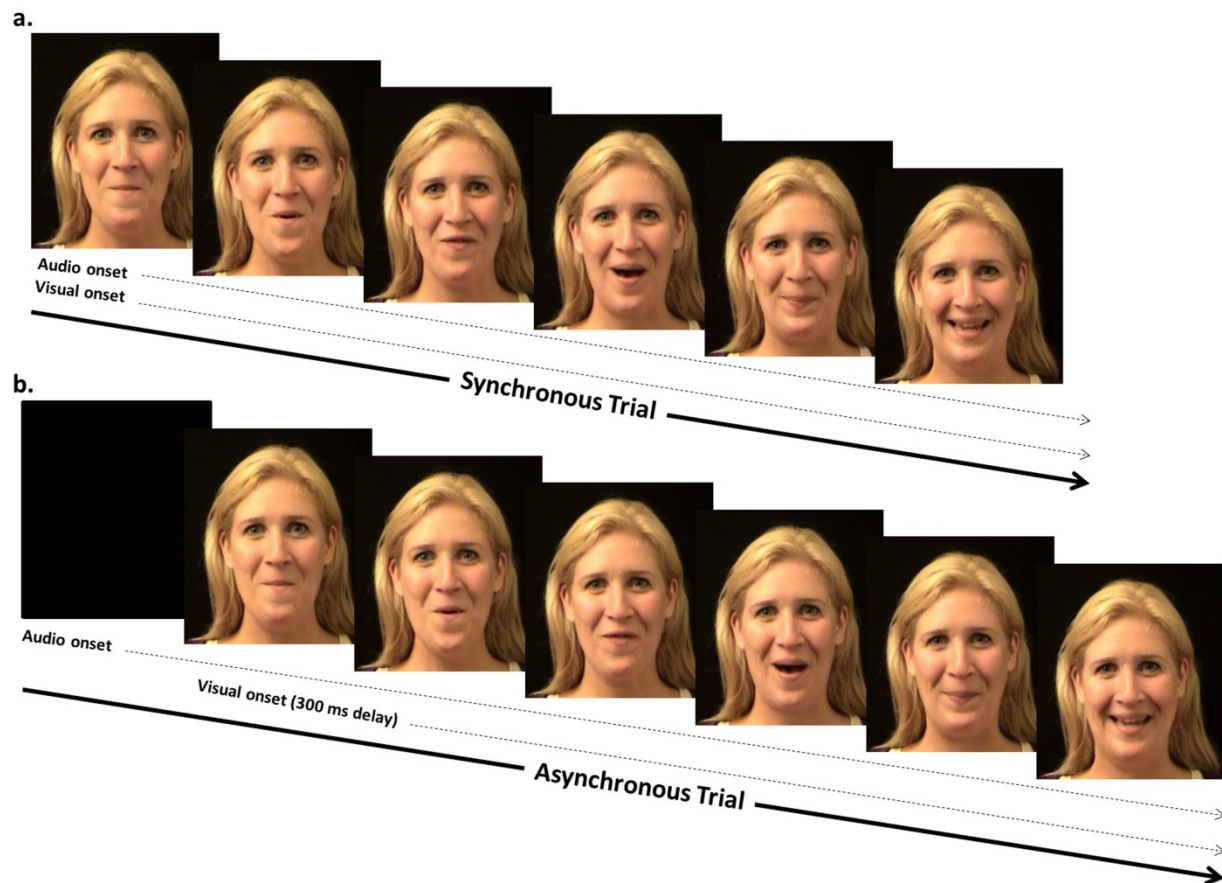 a.
Audio onset
Visual onset
Synchronous Trial
b.
Audio onset
Visual onset (300 ms delay)
Asynchronous Trial